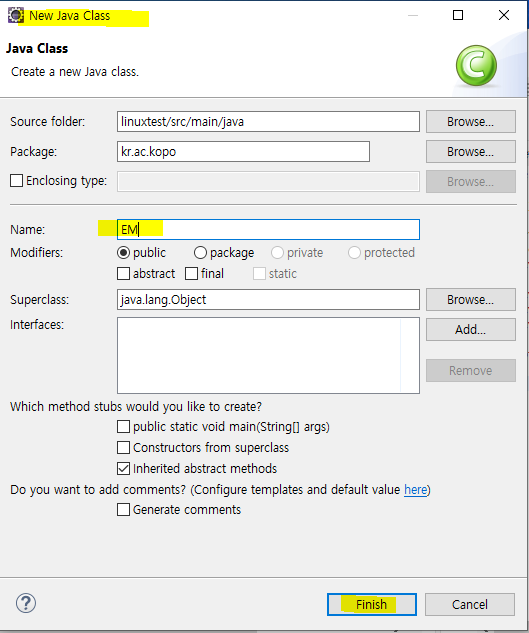 New Java Class
Java Class
Create a new Java class.
Source folder: linuxtest/src/main/java Browse...
Package: kr.ac.kopo Browse...
Enclosing type: Browse...
Name: EM
Modifiers: public package private protected
abstract final static
Superclass: java.lang.Object Browse...
Interfaces: Add...
Remove
Which method stubs would you like to create?
public static void main(String[] args)
Constructors from superclass
Inherited abstract methods
Do you want to add comments? (Configure templates and default value here)
Generate comments
? Finish Cancel